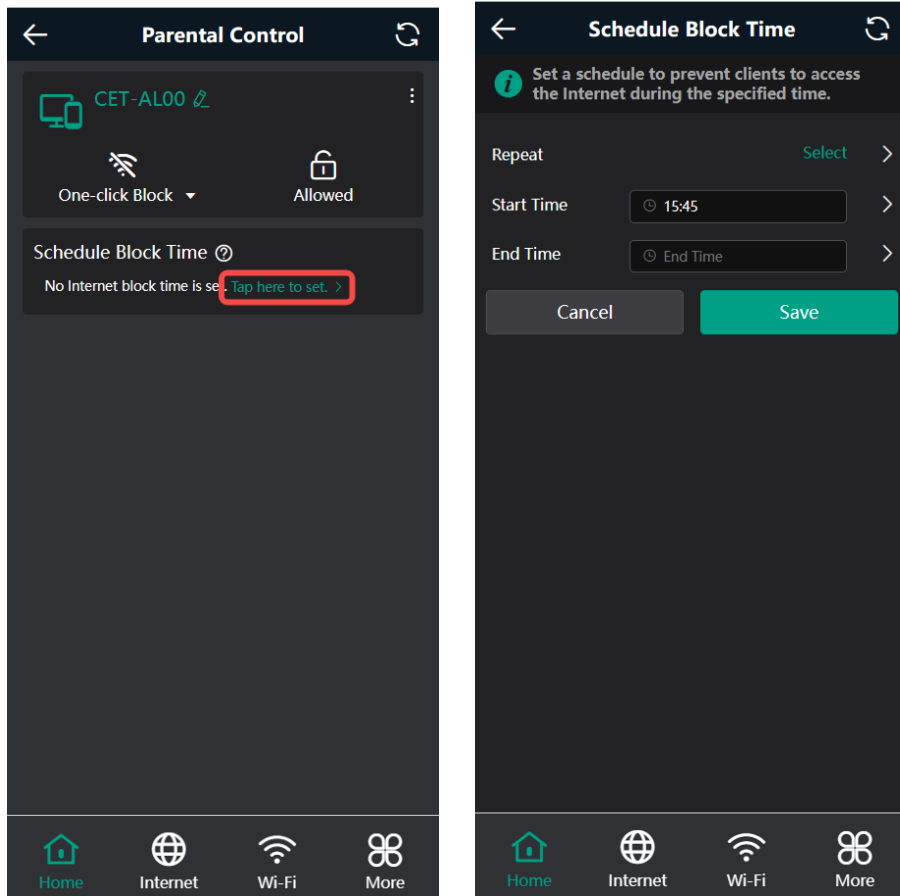 Parental Control
CET-AL00
One-click Block
Allowed
Schedule Block Time
No Internet block time is se. Tap here to set. >
Home
Internet
Wi-Fi
More
Schedule Block Time
Set a schedule to prevent clients to access
the Internet during the specified time.
Repeat
Select
Start Time
15:45
End Time
End Time
Cancel
Save
Home
Internet
Wi-Fi
More